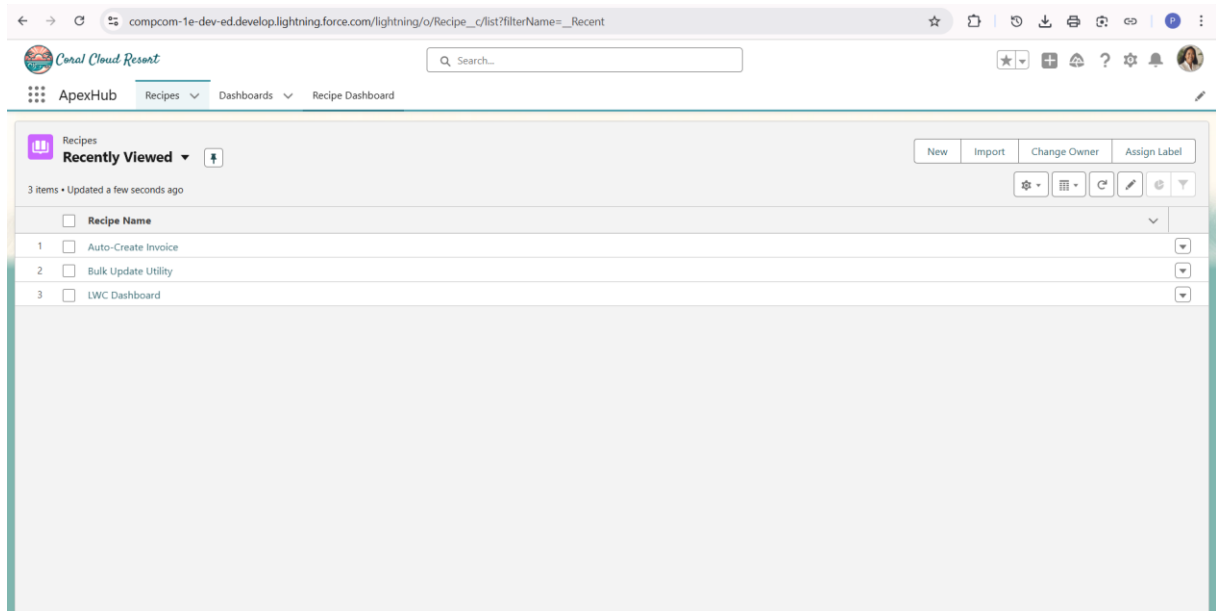 compcom-1e-dev-ed.develop.lightning.force.com/lightning/o/Recipe__c/list?filterName=__Recent
P
Coral Cloud Resort
Search...
ApexHub Recipes Dashboards Recipe Dashboard
Recipes
Recently Viewed
New Import Change Owner Assign Label
3 items • Updated a few seconds ago
Recipe Name
1 Auto-Create Invoice
2 Bulk Update Utility
3 LWC Dashboard